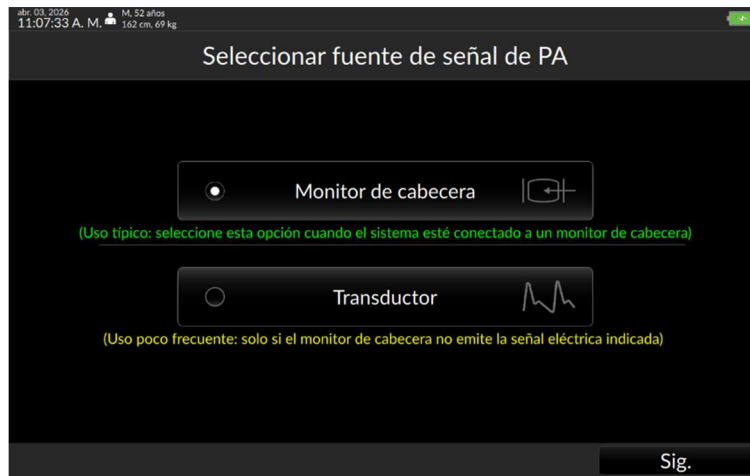 abr. 03, 2026
11:07:33 A. M.
M, 52 años
162 cm, 69 kg
Seleccionar fuente de señal de PA
Monitor de cabecera
(Uso típico: seleccione esta opción cuando el sistema esté conectado a un monitor de cabecera)
Transductor
(Uso poco frecuente: solo si el monitor de cabecera no emite la señal eléctrica indicada)
Sig.